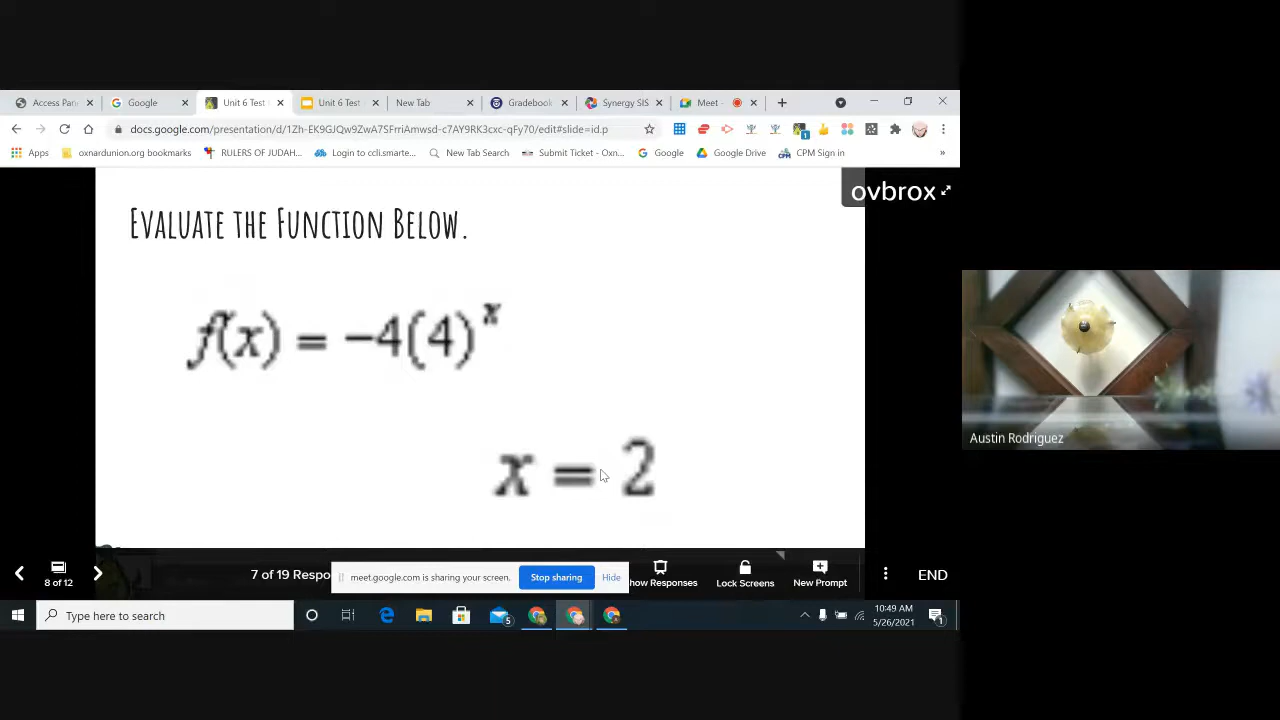 Access Pan
Google
Unit 6 Test
Unit 6 Test
New Tab
Gradebook
Synergy SIS
Meet -
docs.google.com/presentation/d/1Zh-EK9GJQw9ZwA7SFrriAmwsd-c7AY9RK3cxc-qFy70/edit#slide=id.p
1
Apps
oxnardunion.org bookmarks
RULERS OF JUDAH...
Login to ccli.smarte...
New Tab Search
Submit Ticket - Oxn...
Google
Google Drive
CPM Sign in
»
ovbrox
EVALUATE THE FUNCTION BELOW.
f(x) = −4(4)^x
x = 2
Austin Rodriguez
8 of 12
7 of 19 Respo
meet.google.com is sharing your screen.
Stop sharing
Hide
how Responses
Lock Screens
New Prompt
END
Type here to search
5
10:49 AM
5/26/2021
1